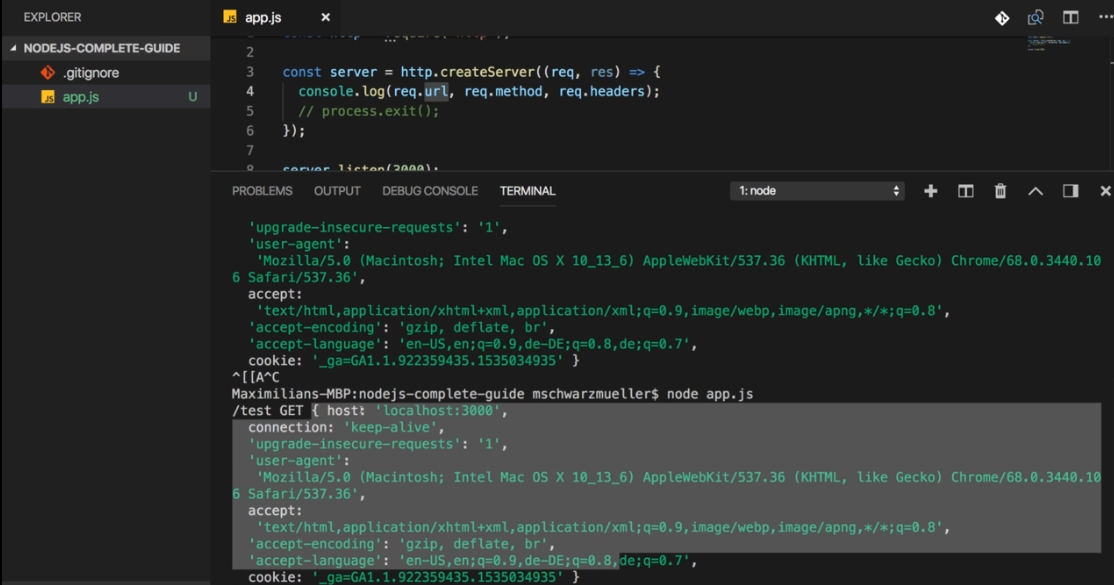 EXPLORER
NODEJS-COMPLETE-GUIDE
.gitignore
JS app.js U
JS app.js ×
2
3 const server = http.createServer((req, res) => {
4 console.log(req.url, req.method, req.headers);
5 // process.exit();
6 });
7
8 server.listen(3000);
PROBLEMS OUTPUT DEBUG CONSOLE TERMINAL 1: node
'upgrade-insecure-requests': '1',
'user-agent':
'Mozilla/5.0 (Macintosh; Intel Mac OS X 10_13_6) AppleWebKit/537.36 (KHTML, like Gecko) Chrome/68.0.3440.10
6 Safari/537.36',
accept:
'text/html,application/xhtml+xml,application/xml;q=0.9,image/webp,image/apng,*/*;q=0.8',
'accept-encoding': 'gzip, deflate, br',
'accept-language': 'en-US,en;q=0.9,de-DE;q=0.8,de;q=0.7',
cookie: '_ga=GA1.1.922359435.1535034935' }
^[[A^C
Maximilians-MBP:nodejs-complete-guide mschwarzmueller$ node app.js
/test GET { host: 'localhost:3000',
connection: 'keep-alive',
'upgrade-insecure-requests': '1',
'user-agent':
'Mozilla/5.0 (Macintosh; Intel Mac OS X 10_13_6) AppleWebKit/537.36 (KHTML, like Gecko) Chrome/68.0.3440.10
6 Safari/537.36',
accept:
'text/html,application/xhtml+xml,application/xml;q=0.9,image/webp,image/apng,*/*;q=0.8',
'accept-encoding': 'gzip, deflate, br',
'accept-language': 'en-US,en;q=0.9,de-DE;q=0.8,de;q=0.7',
cookie: '_ga=GA1.1.922359435.1535034935' }